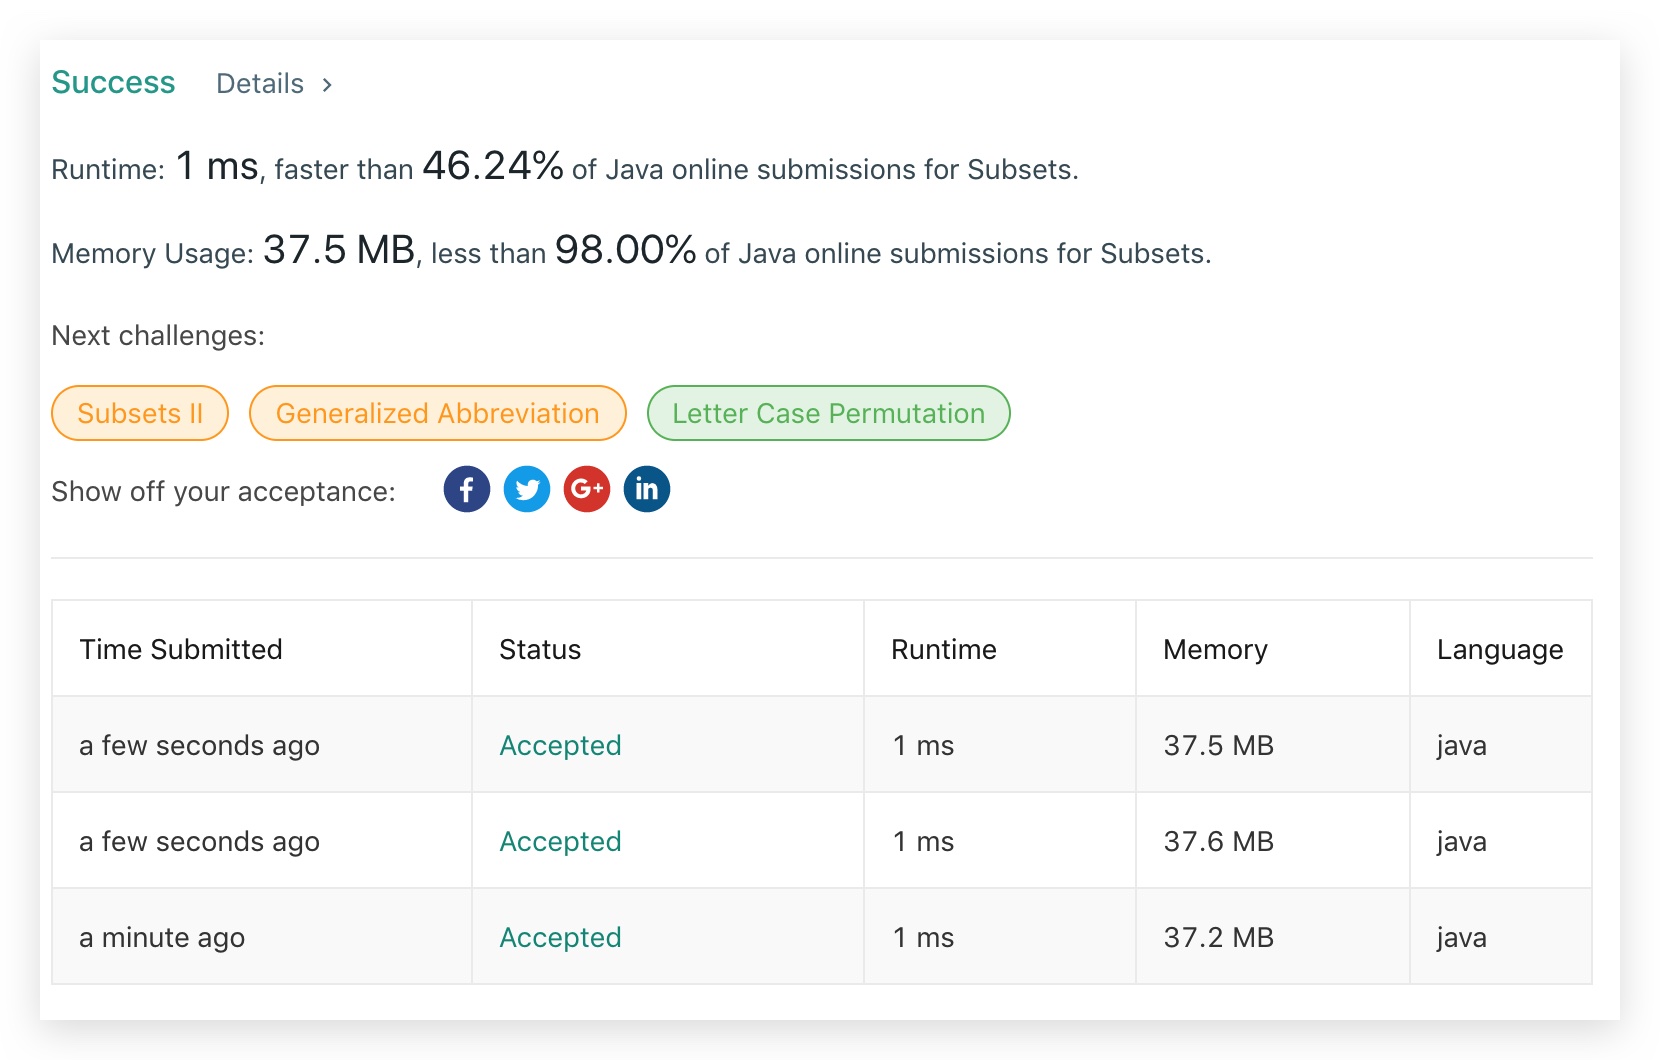 Success Details >
Runtime: 1 ms, faster than 46.24% of Java online submissions for Subsets.
Memory Usage: 37.5 MB, less than 98.00% of Java online submissions for Subsets.
Next challenges:
Subsets II Generalized Abbreviation Letter Case Permutation
Show off your acceptance: f G+ in
Time Submitted Status Runtime Memory Language
a few seconds ago Accepted 1 ms 37.5 MB java
a few seconds ago Accepted 1 ms 37.6 MB java
a minute ago Accepted 1 ms 37.2 MB java